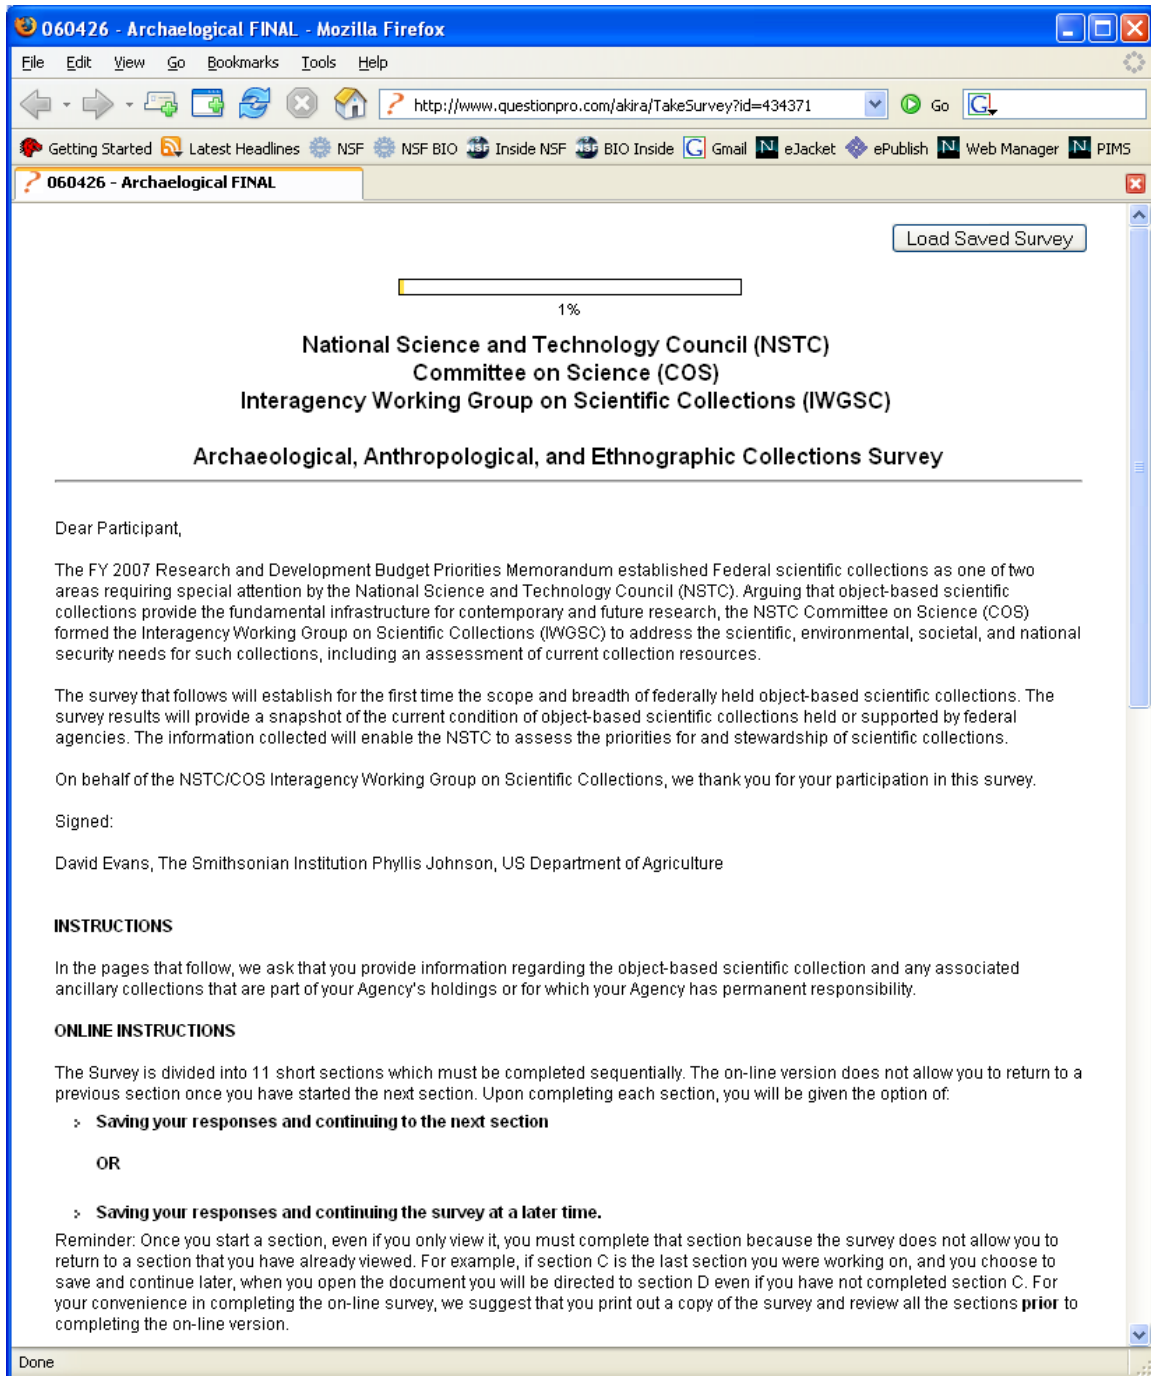 060426 - Archaelogical FINAL - Mozilla Firefox
File Edit View Go Bookmarks Tools Help
http://www.questionpro.com/akira/TakeSurvey?id=434371 Go
Getting Started Latest Headlines NSF NSF BIO Inside NSF BIO Inside Gmail eJacket ePublish Web Manager PIMS
060426 - Archaelogical FINAL
Load Saved Survey
1%
National Science and Technology Council (NSTC)
Committee on Science (COS)
Interagency Working Group on Scientific Collections (IWGSC)
Archaeological, Anthropological, and Ethnographic Collections Survey
Dear Participant,
The FY 2007 Research and Development Budget Priorities Memorandum established Federal scientific collections as one of two
areas requiring special attention by the National Science and Technology Council (NSTC). Arguing that object-based scientific
collections provide the fundamental infrastructure for contemporary and future research, the NSTC Committee on Science (COS)
formed the Interagency Working Group on Scientific Collections (IWGSC) to address the scientific, environmental, societal, and national
security needs for such collections, including an assessment of current collection resources.
The survey that follows will establish for the first time the scope and breadth of federally held object-based scientific collections. The
survey results will provide a snapshot of the current condition of object-based scientific collections held or supported by federal
agencies. The information collected will enable the NSTC to assess the priorities for and stewardship of scientific collections.
On behalf of the NSTC/COS Interagency Working Group on Scientific Collections, we thank you for your participation in this survey.
Signed:
David Evans, The Smithsonian Institution Phyllis Johnson, US Department of Agriculture
INSTRUCTIONS
In the pages that follow, we ask that you provide information regarding the object-based scientific collection and any associated
ancillary collections that are part of your Agency's holdings or for which your Agency has permanent responsibility.
ONLINE INSTRUCTIONS
The Survey is divided into 11 short sections which must be completed sequentially. The on-line version does not allow you to return to a
previous section once you have started the next section. Upon completing each section, you will be given the option of:
Saving your responses and continuing to the next section
OR
Saving your responses and continuing the survey at a later time.
Reminder: Once you start a section, even if you only view it, you must complete that section because the survey does not allow you to
return to a section that you have already viewed. For example, if section C is the last section you were working on, and you choose to
save and continue later, when you open the document you will be directed to section D even if you have not completed section C. For
your convenience in completing the on-line survey, we suggest that you print out a copy of the survey and review all the sections prior to
completing the on-line version.
Done